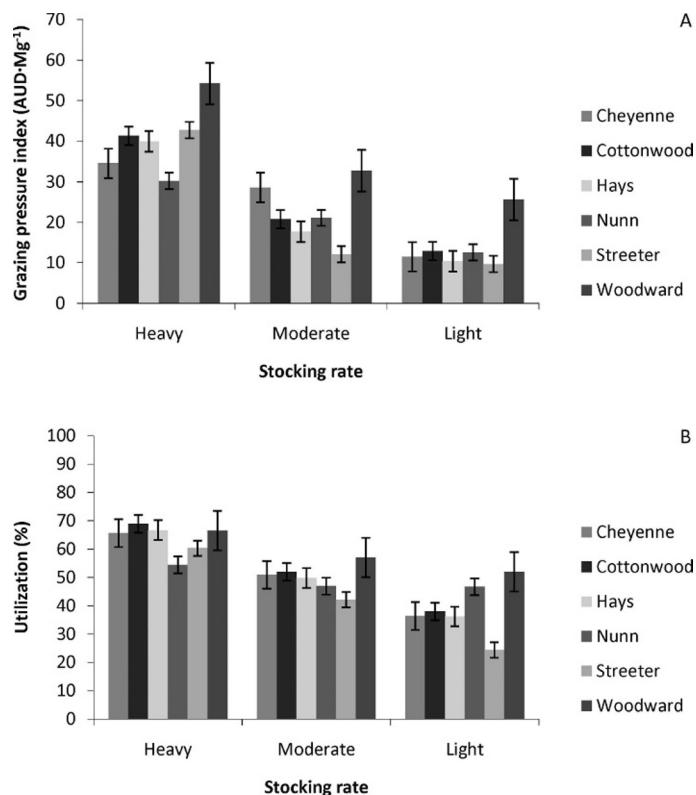 A
Grazing pressure index (AUD·Mg⁻¹)
70
60
50
40
30
20
10
0
Heavy
Moderate
Light
Stocking rate
Cheyenne
Cottonwood
Hays
Nunn
Streeter
Woodward
B
Utilization (%)
100
90
80
70
60
50
40
30
20
10
0
Heavy
Moderate
Light
Stocking rate
Cheyenne
Cottonwood
Hays
Nunn
Streeter
Woodward